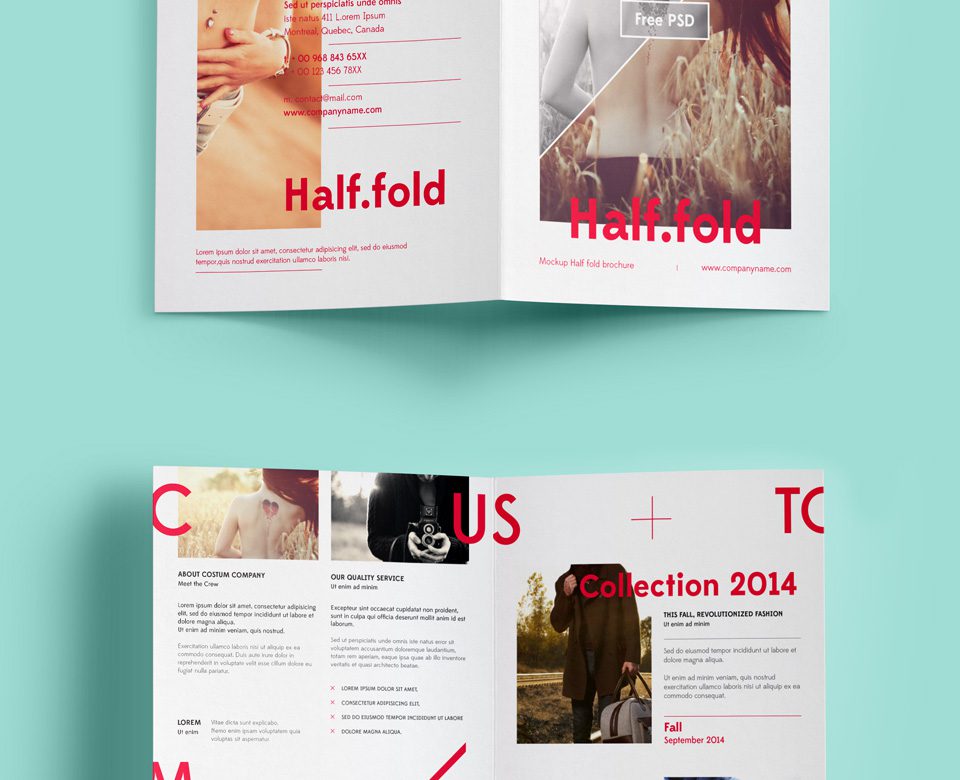 Sed ut perspiciatis unde omnis
iste natus 411 Lorem Ipsum
Montreal, Quebec, Canada
t. + 00 968 843 65XX
+ 00 123 456 78XX
m. contact@mail.com
www.companyname.com
Half.fold
Lorem ipsum dolor sit amet, consectetur adipisicing elit, sed do eiusmod
tempor,quis nostrud exercitation ullamco laboris nisi.
Free PSD
Half.fold
Mockup Half fold brochure | www.companyname.com
C US + TO
ABOUT COSTUM COMPANY
Meet the Crew
Lorem ipsum dolor sit amet, consectetur adipisicing
elit, sed do eiusmod tempor incididunt ut labore et
dolore magna aliqua.
Ut enim ad minim veniam, quis nostrud.
Exercitation ullamco laboris nisi ut aliquip ex ea
commodo consequat. Duis aute irure dolor in
reprehenderit in voluptate velit esse cillum dolore eu
fugiat nulla pariatur.
LOREM
Ut enim
Vitae dicta sunt explicabo.
Nemo enim ipsam voluptatem quia
voluptas sit aspernatur.
M
OUR QUALITY SERVICE
Ut enim ad minim
Excepteur sint occaecat cupidatat non proident,
sunt in culpa qui officia deserunt mollit anim id est
laborum.
Sed ut perspiciatis unde omnis iste natus error sit
voluptatem accusantium doloremque laudantium,
totam rem aperiam, eaque ipsa quae ab illo inventore
veritatis et quasi architecto beatae.
× LOREM IPSUM DOLOR SIT AMET,
× CONSECTETUR ADIPISICING ELIT,
× SED DO EIUSMOD TEMPOR INCIDIDUNT UT LABORE
× DOLORE MAGNA ALIQUA.
Collection 2014
THIS FALL, REVOLUTIONIZED FASHION
Ut enim ad minim
Sed do eiusmod tempor incididunt ut labore et
dolore magna aliqua.
Ut enim ad minim veniam, quis nostrud
exercitation ullamco laboris nisi ut aliquip ex ea
commodo consequat.
Fall
September 2014